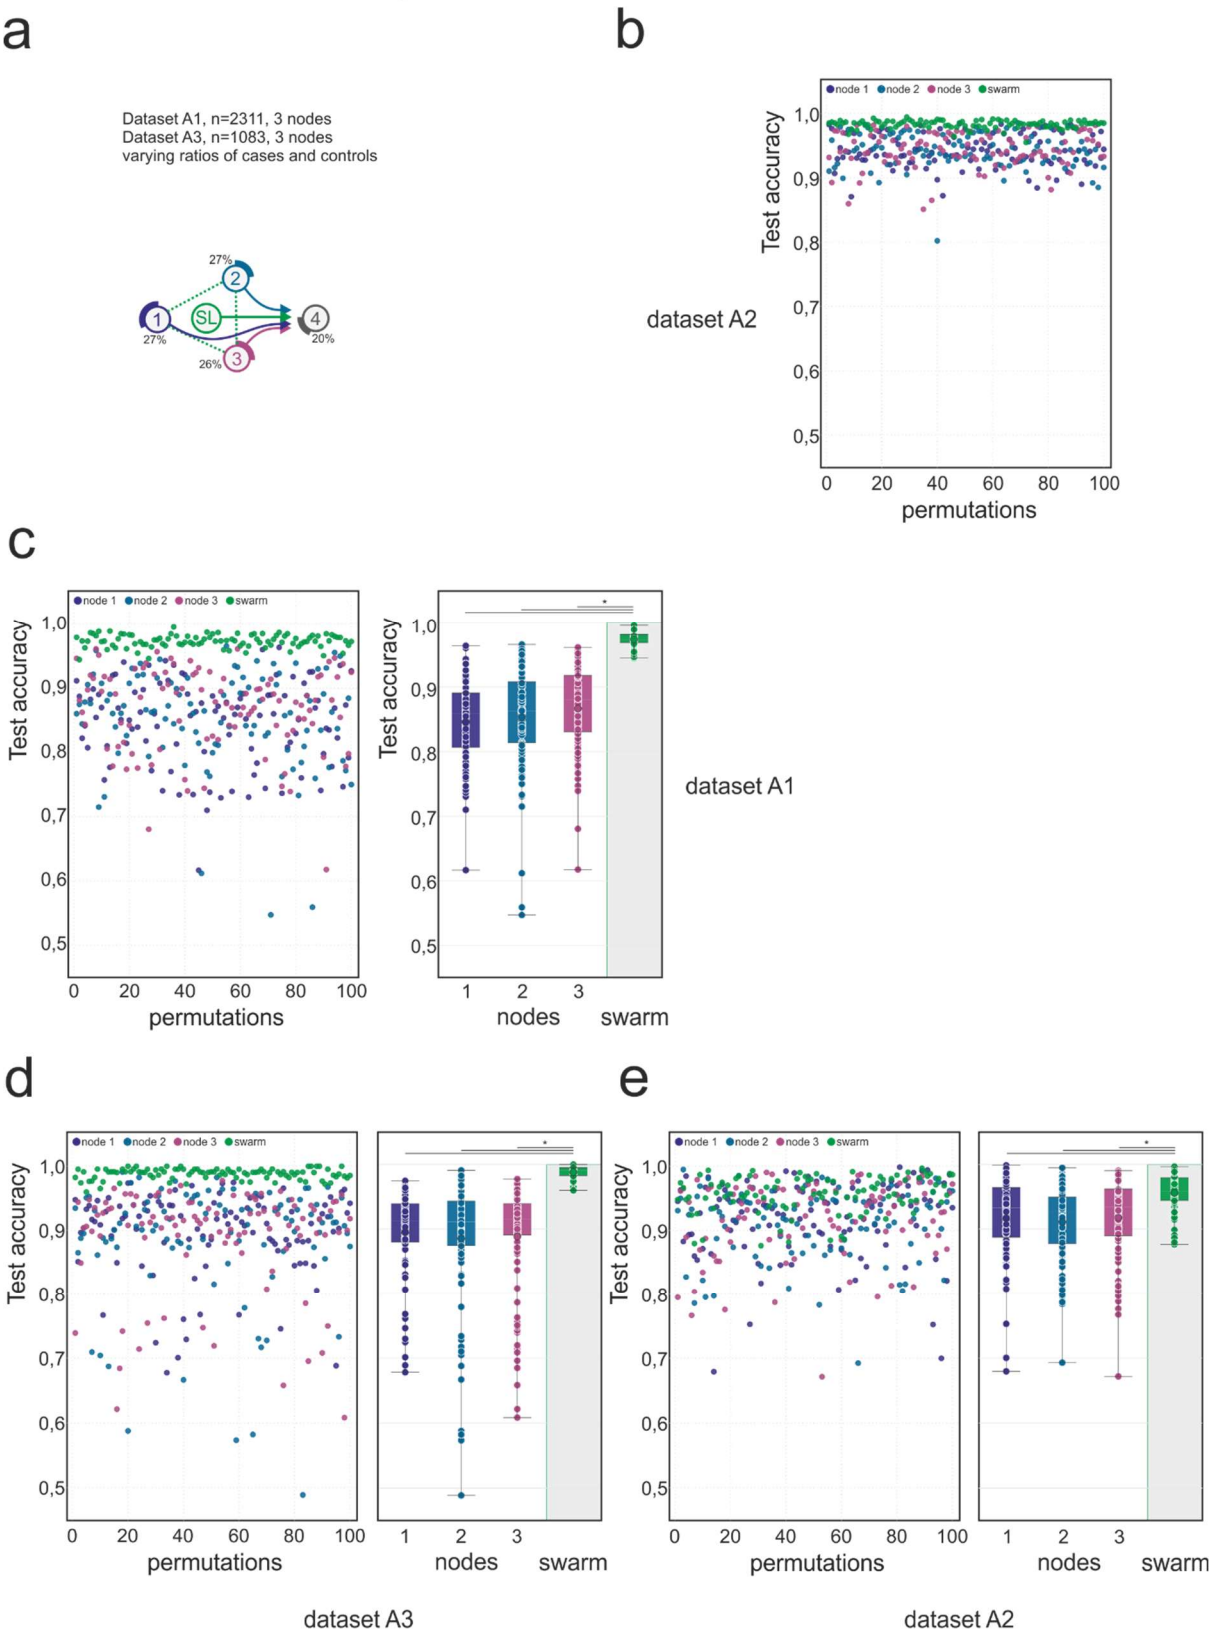 a
Dataset A1, n=2311, 3 nodes
Dataset A3, n=1083, 3 nodes
varying ratios of cases and controls
27%
2
1
SL
4
27%
20%
26%
3
b
node 1 node 2 node 3 swarm
Test accuracy
1,0
0,9
0,8
0,7
0,6
0,5
0 20 40 60 80 100
permutations
dataset A2
c
node 1 node 2 node 3 swarm
Test accuracy
1,0
0,9
0,8
0,7
0,6
0,5
0 20 40 60 80 100
permutations
*
Test accuracy
1,0
0,9
0,8
0,7
0,6
0,5
1 2 3
nodes swarm
dataset A1
d
node 1 node 2 node 3 swarm
Test accuracy
1,0
0,9
0,8
0,7
0,6
0,5
0 20 40 60 80 100
permutations
*
1 2 3
nodes swarm
dataset A3
e
node 1 node 2 node 3 swarm
Test accuracy
1,0
0,9
0,8
0,7
0,6
0,5
0 20 40 60 80 100
permutations
*
1 2 3
nodes swarm
dataset A2